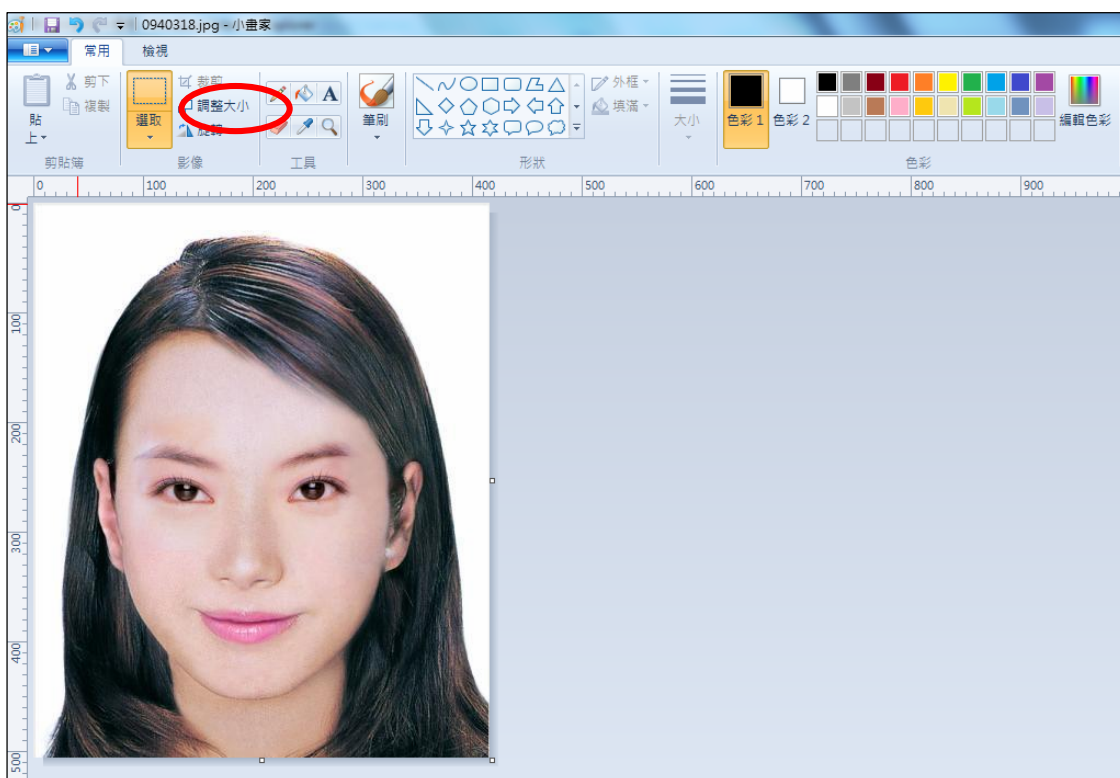 0940318.jpg - 小畫家
常用 檢視
剪下
複製
貼上
剪貼簿
選取
裁剪
調整大小
旋轉
影像
A
工具
筆刷
外框
填滿
形狀
大小
色彩 1
色彩 2
編輯色彩
色彩
0 100 200 300 400 500 600 700 800 900
0
100
200
300
400
500